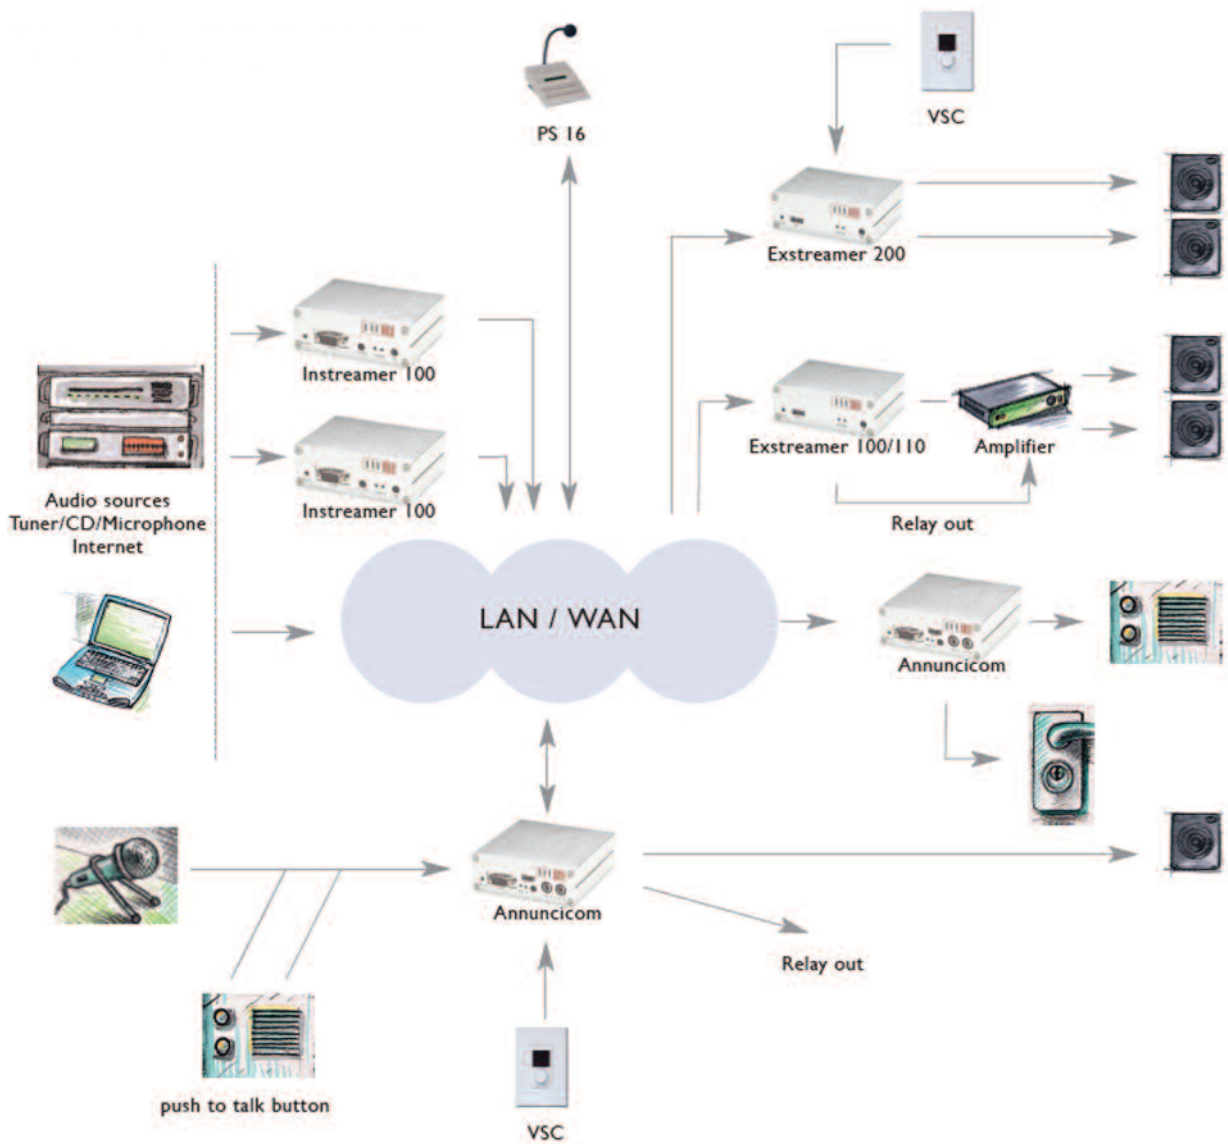 PS 16
VSC
Exstreamer 200
Instreamer 100
Exstreamer 100/110
Amplifier
Instreamer 100
Audio sources
Tuner/CD/Microphone
Internet
Relay out
LAN / WAN
Annuncicom
Annuncicom
Relay out
push to talk button
VSC